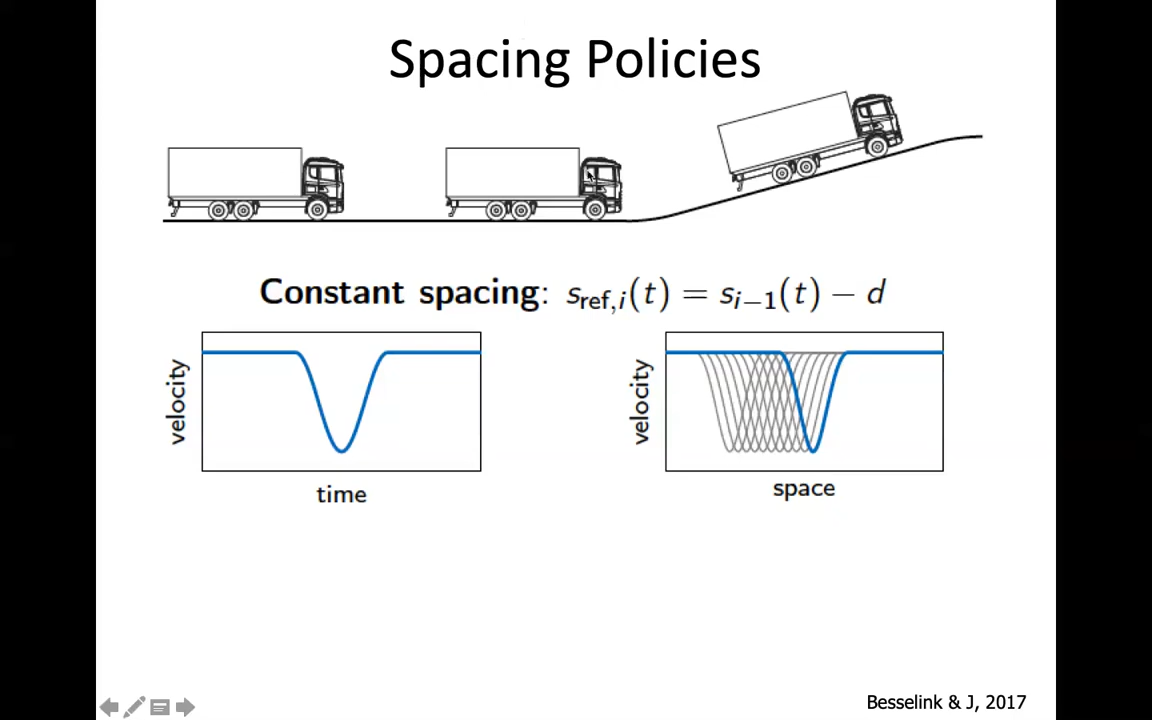 Spacing Policies
Constant spacing: s_ref,i(t) = s_i−1(t) − d
velocity
time
velocity
space
Besselink & J, 2017